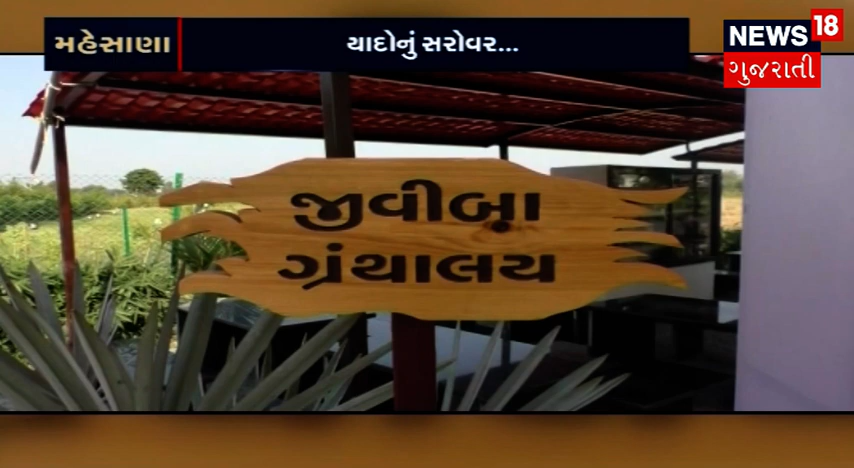 મહેસાણા
યાદોનું સરોવર...
NEWS 18
ગુજરાતી
જીવીબા
ગ્રંથાલય